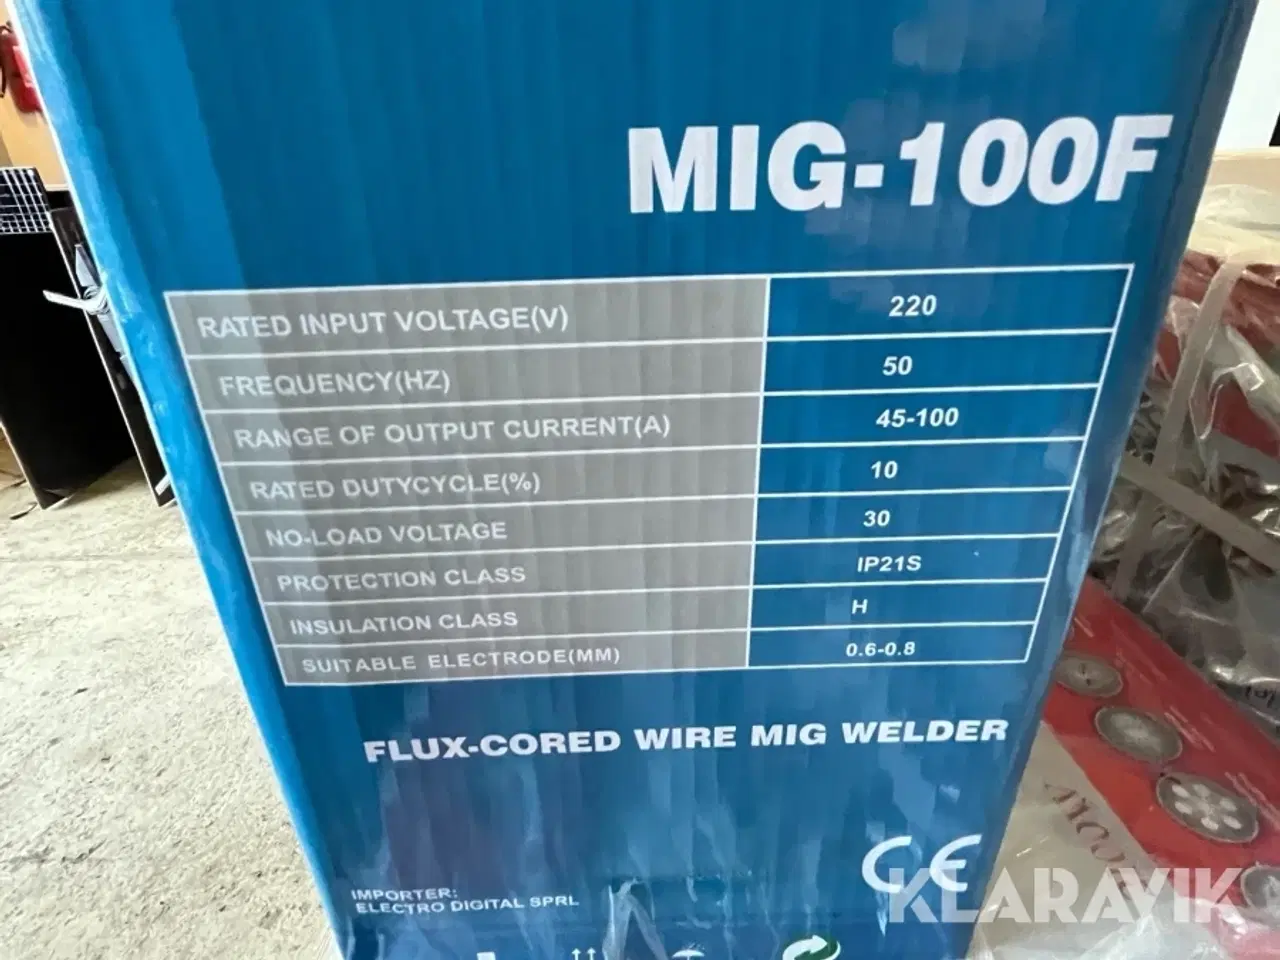 MIG-100F
RATED INPUT VOLTAGE(V) 220
FREQUENCY(HZ) 50
RANGE OF OUTPUT CURRENT(A) 45-100
RATED DUTYCYCLE(%) 10
NO-LOAD VOLTAGE 30
PROTECTION CLASS IP21S
INSULATION CLASS H
SUITABLE ELECTRODE(MM) 0.6-0.8
FLUX-CORED WIRE MIG WELDER
CE
IMPORTER:
ELECTRO DIGITAL SPRL
KLARAVIK